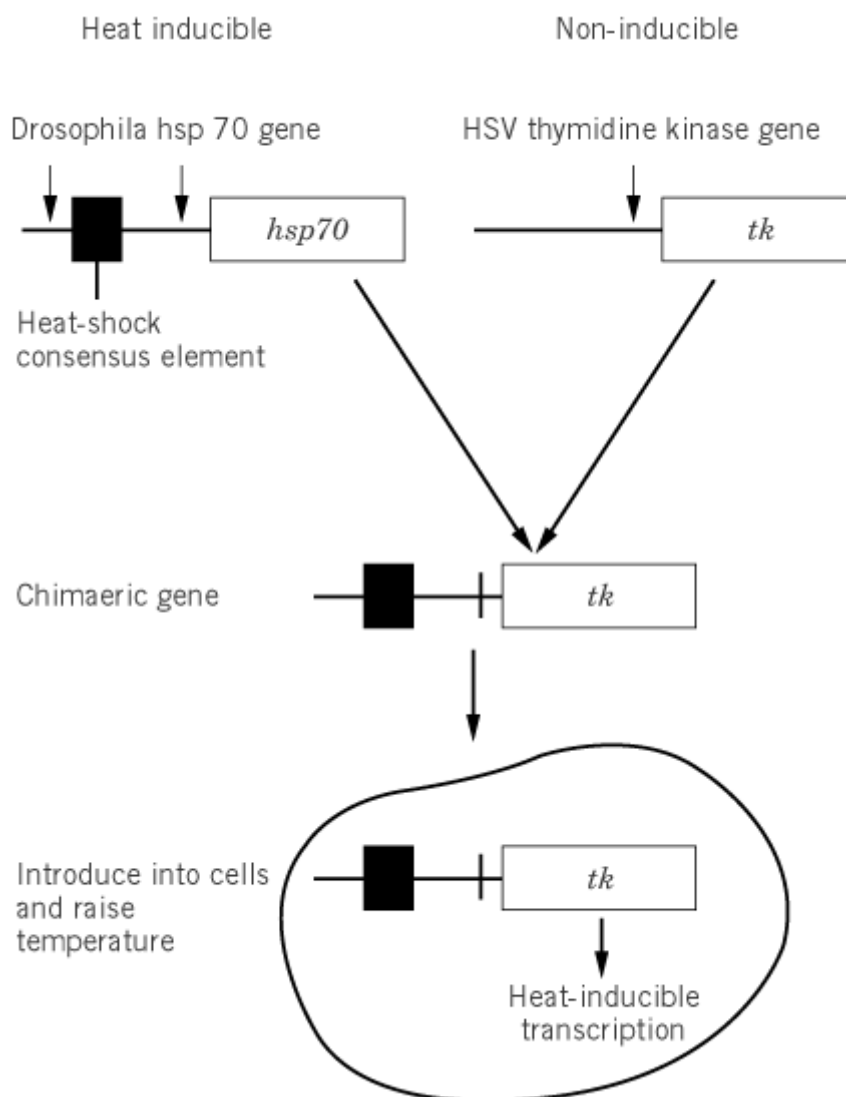 Heat inducible
Non-inducible
Drosophila hsp 70 gene
HSV thymidine kinase gene
hsp70
tk
Heat-shock
consensus element
Chimaeric gene
tk
Introduce into cells
and raise
temperature
tk
Heat-inducible
transcription